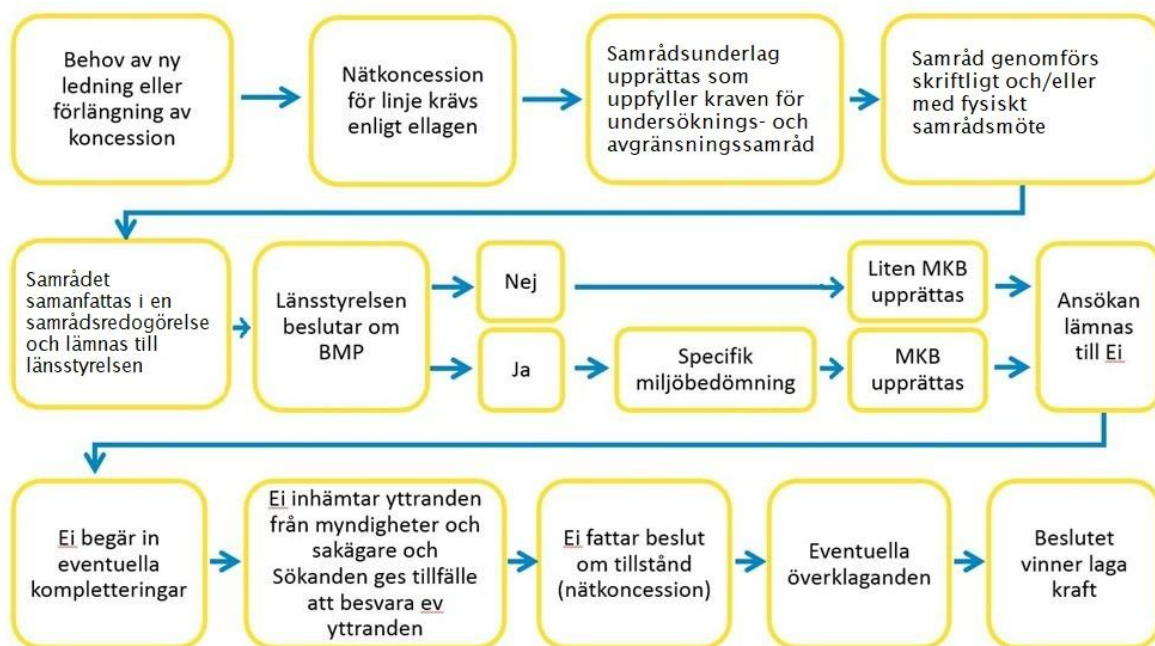 Behov av ny
ledning eller
förlängning av
koncession
Nätkoncession
för linje krävs
enligt ellagen
Samrådsunderlag
upprättas som
uppfyller kraven för
undersöknings- och
avgränsningssamråd
Samråd genomförs
skriftligt och/eller
med fysiskt
samrådsmöte
Samrådet
samanfattas i en
samrådsredogörelse
och lämnas till
länsstyrelsen
Länsstyrelsen
beslutar om
BMP
Nej
Liten MKB
upprättas
Ja
Specifik
miljöbedömning
MKB
upprättas
Ansökan
lämnas
till Ei
Ei begär in
eventuella
kompletteringar
Ei inhämtar yttranden
från myndigheter och
sakägare och
Sökanden ges tillfälle
att besvara ev
yttranden
Ei fattar beslut
om tillstånd
(nätkoncession)
Eventuella
överklaganden
Beslutet
vinner laga
kraft